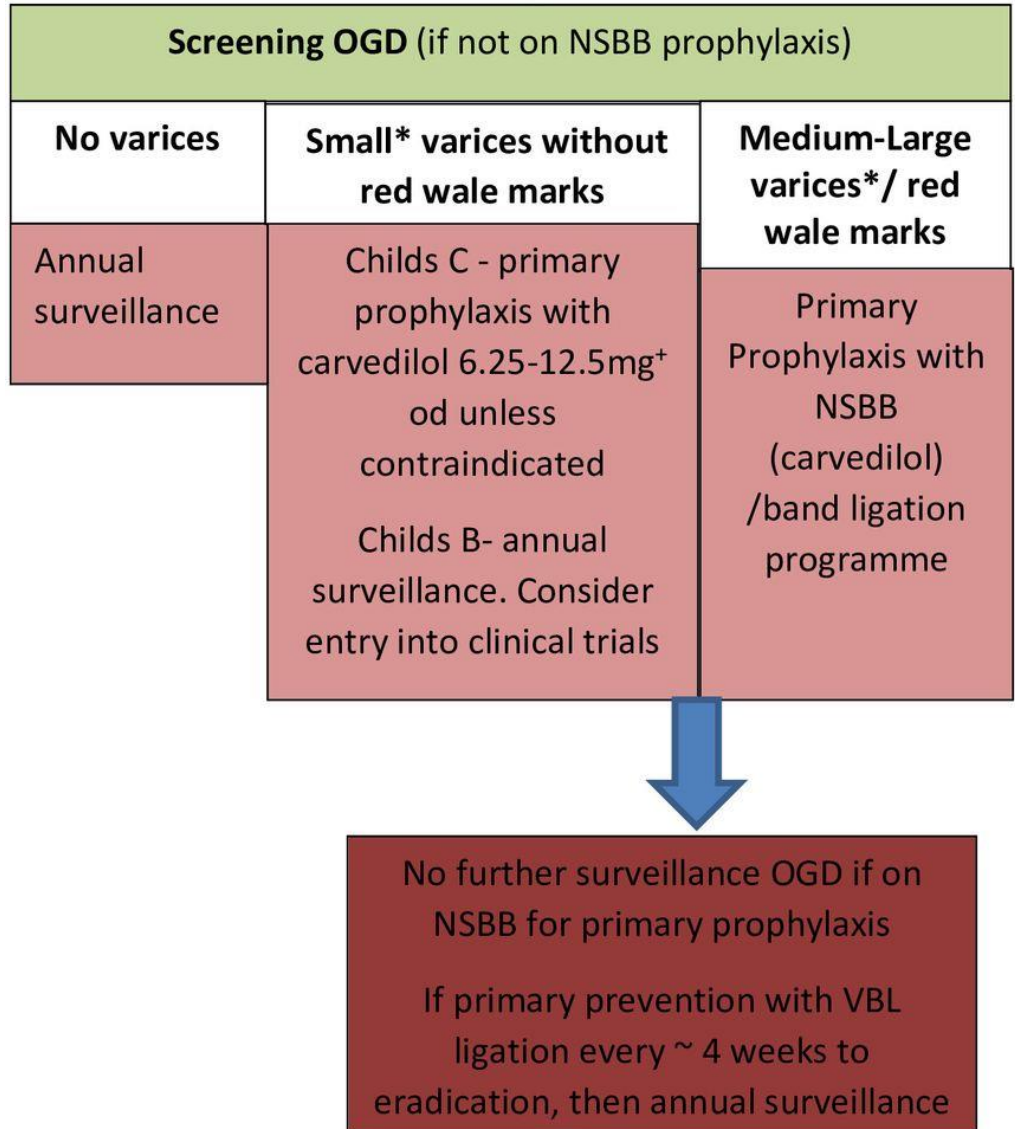 Screening OGD (if not on NSBB prophylaxis)
No varices
Small* varices without
red wale marks
Medium-Large
varices*/ red
wale marks
Annual
surveillance
Childs C - primary
prophylaxis with
carvedilol 6.25-12.5mg⁺
od unless
contraindicated
Childs B- annual
surveillance. Consider
entry into clinical trials
Primary
Prophylaxis with
NSBB
(carvedilol)
/band ligation
programme
No further surveillance OGD if on
NSBB for primary prophylaxis
If primary prevention with VBL
ligation every ~ 4 weeks to
eradication, then annual surveillance